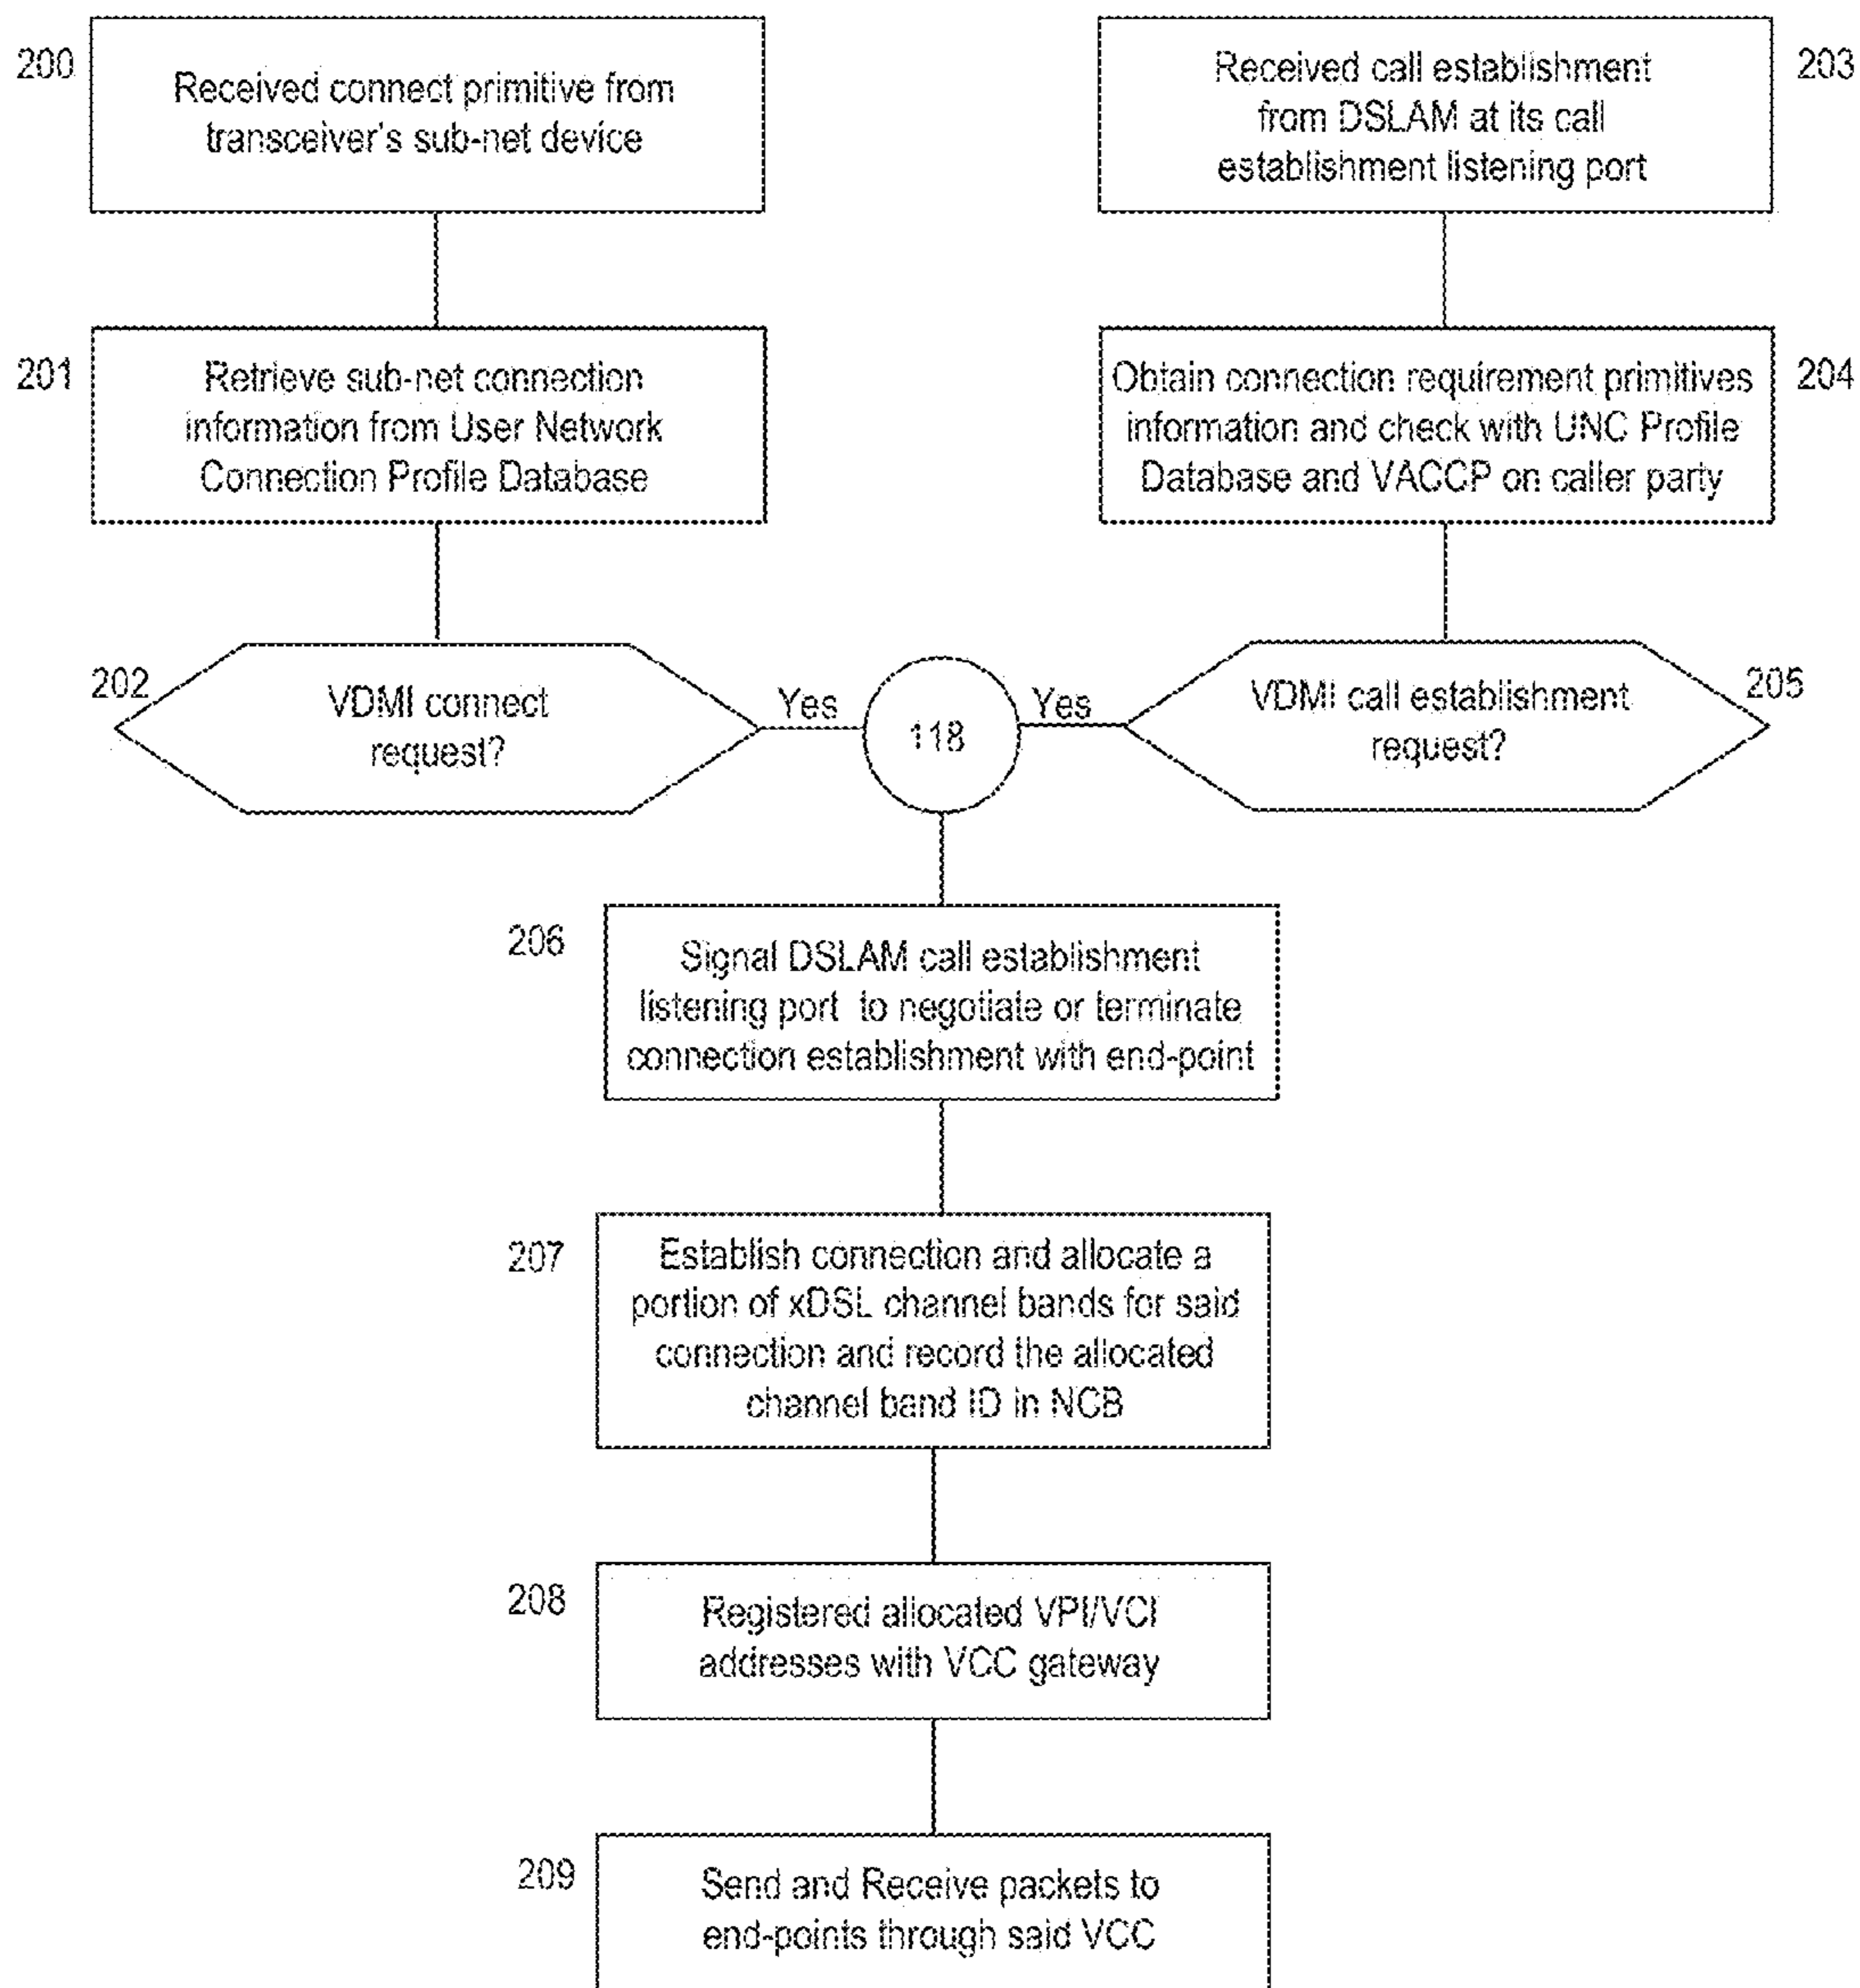 200
Received connect primitive from
transceiver's sub-net device
203
Received call establishment
from DSLAM at its call
establishment listening port
201
Retrieve sub-net connection
information from User Network
Connection Profile Database
204
Obtain connection requirement primitives
information and check with UNC Profile
Database and VACCP on caller party
202
VDMI connect
request?
Yes
118
Yes
VDMI call establishment
request?
205
206
Signal DSLAM call establishment
listening port to negotiate or terminate
connection establishment with end-point
207
Establish connection and allocate a
portion of xDSL channel bands for said
connection and record the allocated
channel band ID in NCB
208
Registered allocated VPI/VCI
addresses with VCC gateway
209
Send and Receive packets to
end-points through said VCC